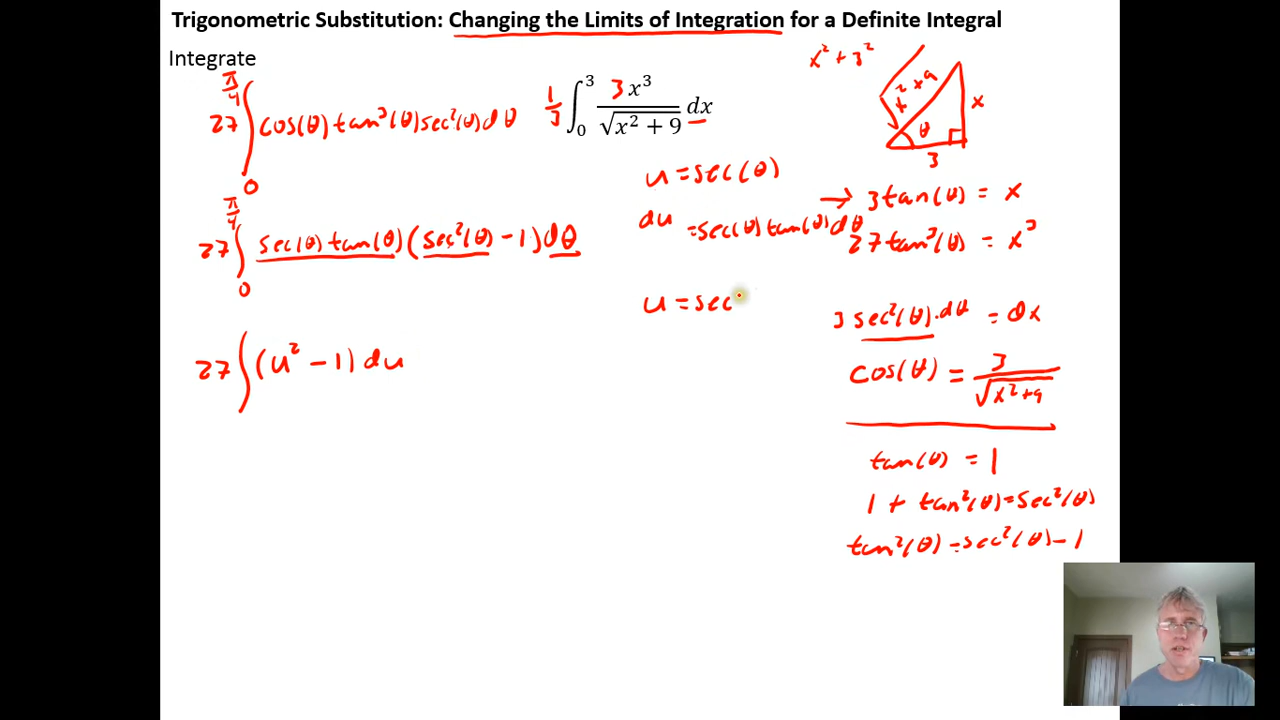 Trigonometric Substitution: Changing the Limits of Integration for a Definite Integral
Integrate
27 ∫₀^(π/4) cos(θ) tan³(θ) sec²(θ) dθ
27 ∫₀^(π/4) sec(θ) tan(θ) (sec²(θ) - 1) dθ
27 ∫ (u² - 1) du
1/3 ∫₀³ 3x³/√(x² + 9) dx
u = sec(θ)
du = sec(θ) tan(θ) dθ
u = sec
x² + 3²
√x² + 9
x
θ
3
→ 3tan(θ) = x
27tan³(θ) = x³
3 sec²(θ) · dθ = dx
cos(θ) = 3/√(x² + 9)
tan(θ) = 1
1 + tan²(θ) = sec²(θ)
tan²(θ) = sec²(θ) - 1